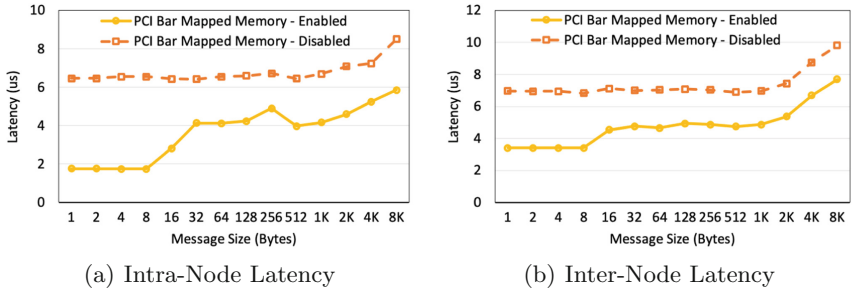 PCI Bar Mapped Memory - Enabled
PCI Bar Mapped Memory - Disabled
Latency (us)
10
8
6
4
2
0
1 2 4 8 16 32 64 128 256 512 1K 2K 4K 8K
Message Size (Bytes)
(a) Intra-Node Latency
PCI Bar Mapped Memory - Enabled
PCI Bar Mapped Memory - Disabled
Latency (us)
12
10
8
6
4
2
0
1 2 4 8 16 32 64 128 256 512 1K 2K 4K 8K
Message Size (Bytes)
(b) Inter-Node Latency